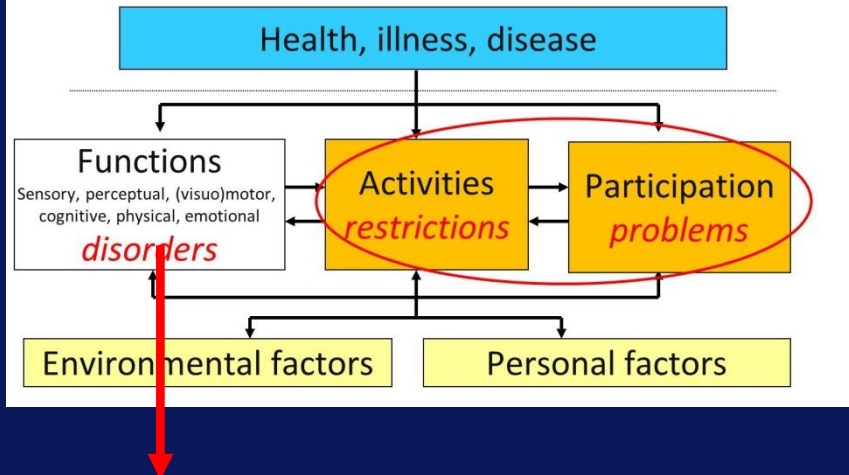 Health, illness, disease
Functions
Sensory, perceptual, (visuo)motor,
cognitive, physical, emotional
disorders
Activities
restrictions
Participation
problems
Environmental factors
Personal factors